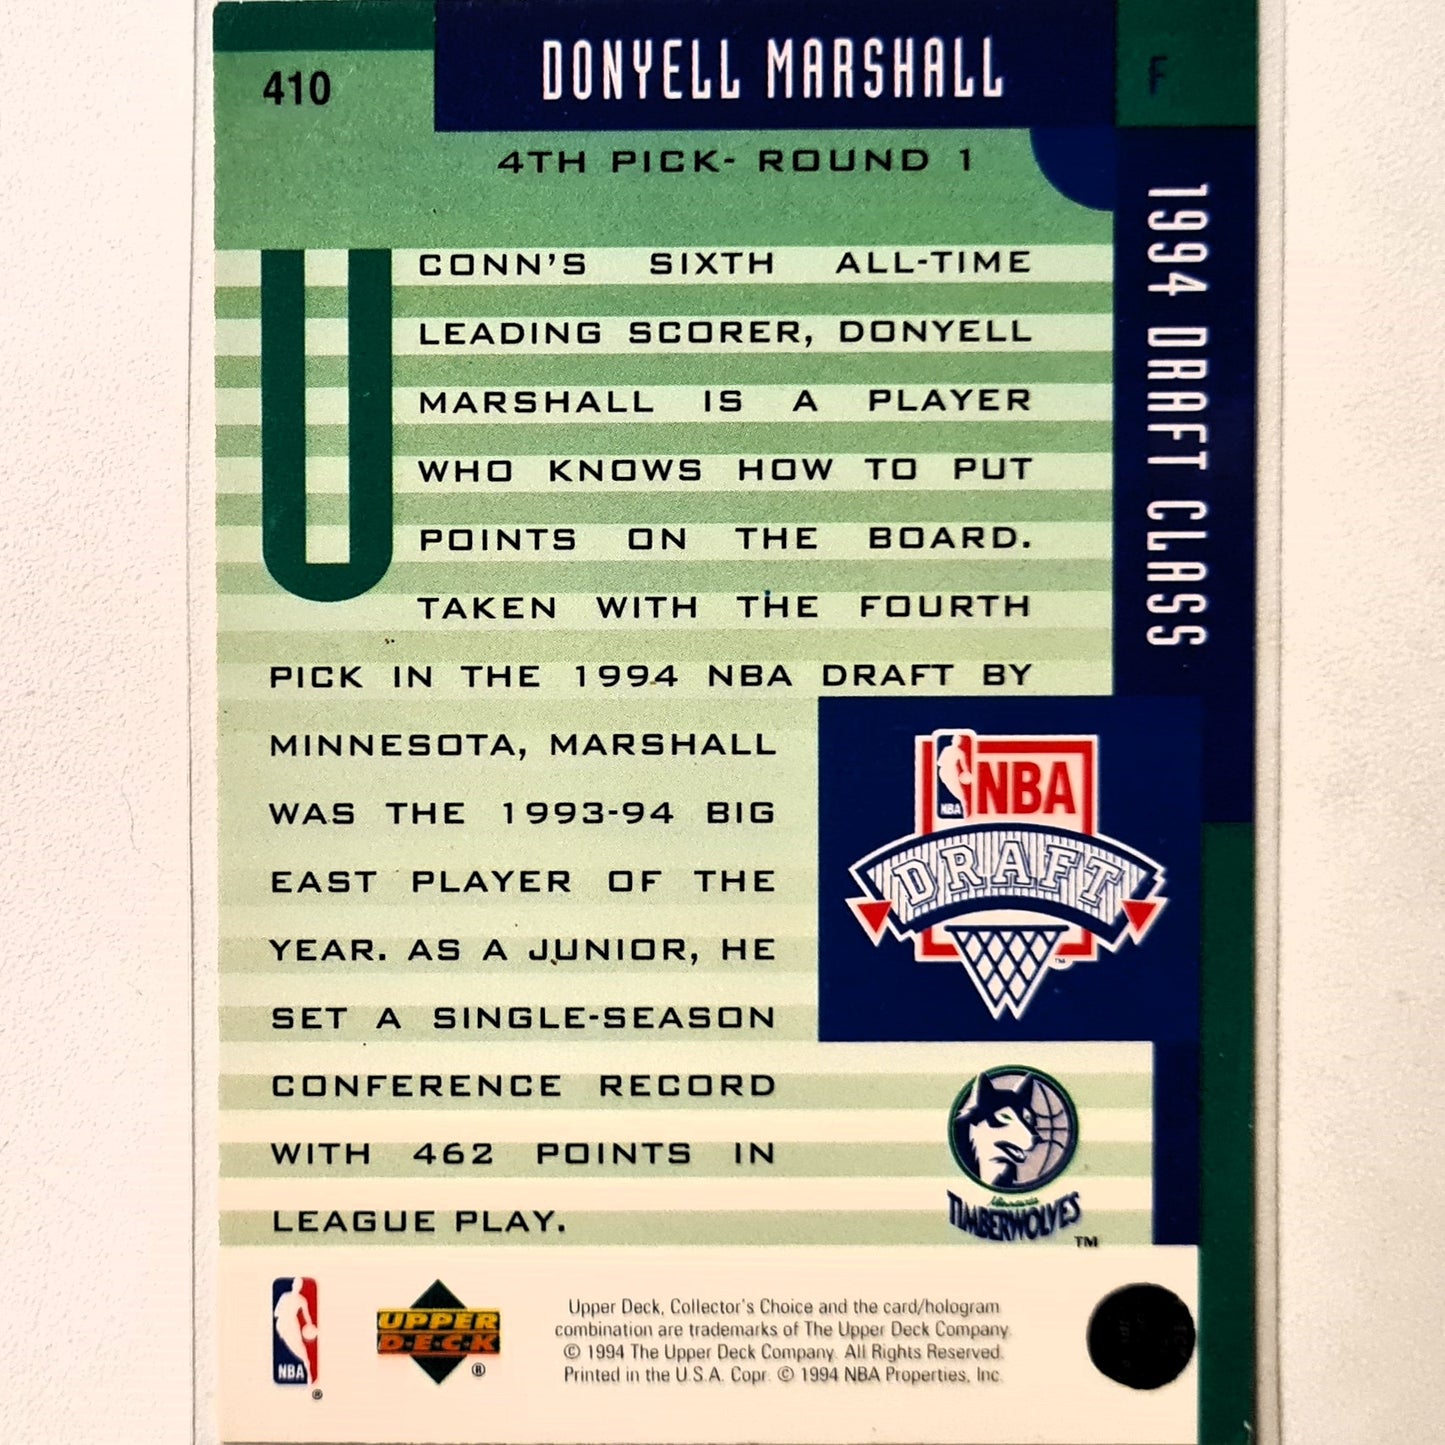 410
DONYELL MARSHALL
F
4TH PICK- ROUND 1
1994 DRAFT CLASS
UCONN'S SIXTH ALL-TIME
LEADING SCORER, DONYELL
MARSHALL IS A PLAYER
WHO KNOWS HOW TO PUT
POINTS ON THE BOARD.
TAKEN WITH THE FOURTH
PICK IN THE 1994 NBA DRAFT BY
MINNESOTA, MARSHALL
WAS THE 1993-94 BIG
EAST PLAYER OF THE
YEAR. AS A JUNIOR, HE
SET A SINGLE-SEASON
CONFERENCE RECORD
WITH 462 POINTS IN
LEAGUE PLAY.
NBA
NBA
DRAFT
TM
Minnesota
TIMBERWOLVES
TM
NBA
®
UPPER
DECK
®
Upper Deck, Collector's Choice and the card/hologram
combination are trademarks of The Upper Deck Company.
© 1994 The Upper Deck Company. All Rights Reserved.
Printed in the U.S.A. Copr. © 1994 NBA Properties, Inc.